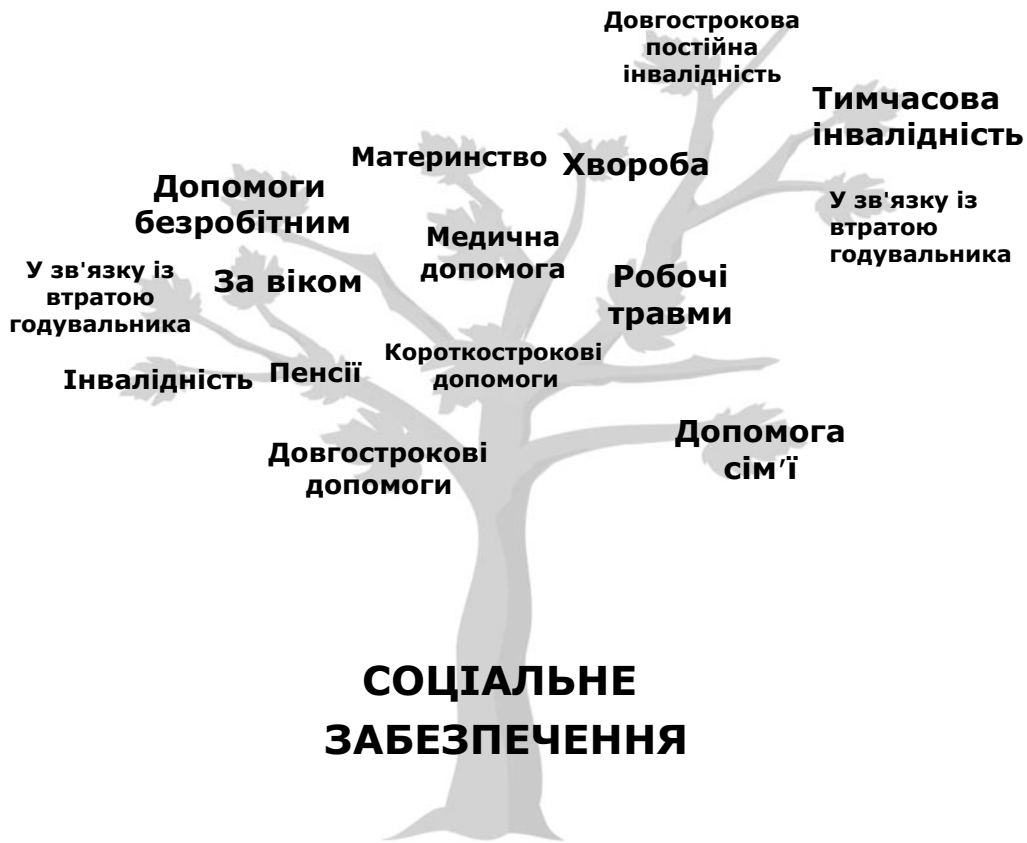 Довгострокова
постійна
інвалідність
Тимчасова
інвалідність
Материнство
Хвороба
Допомоги
безробітним
У зв'язку із
втратою
годувальника
Медична
допомога
У зв'язку із
втратою
годувальника
За віком
Робочі
травми
Короткострокові
допомоги
Інвалідність
Пенсії
Допомога
сім′ї
Довгострокові
допомоги
СОЦІАЛЬНЕ
ЗАБЕЗПЕЧЕННЯ